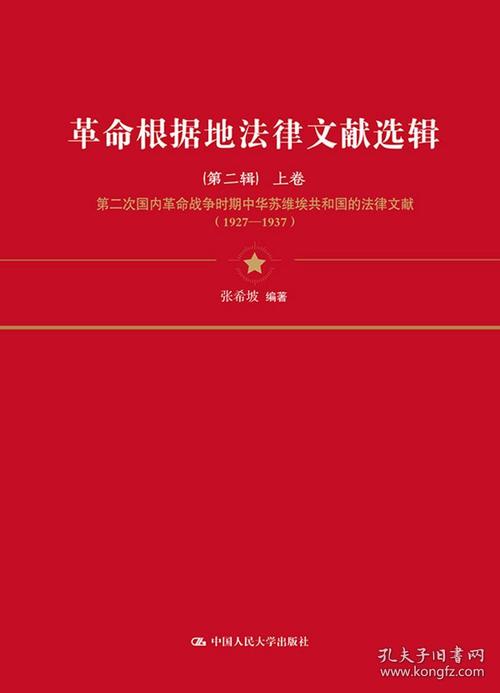 革命根据地法律文献选辑
(第二辑) 上卷
第二次国内革命战争时期中华苏维埃共和国的法律文献
(1927—1937)
张希坡 编著
中国人民大学出版社
孔夫子旧书网
www.kongfz.com